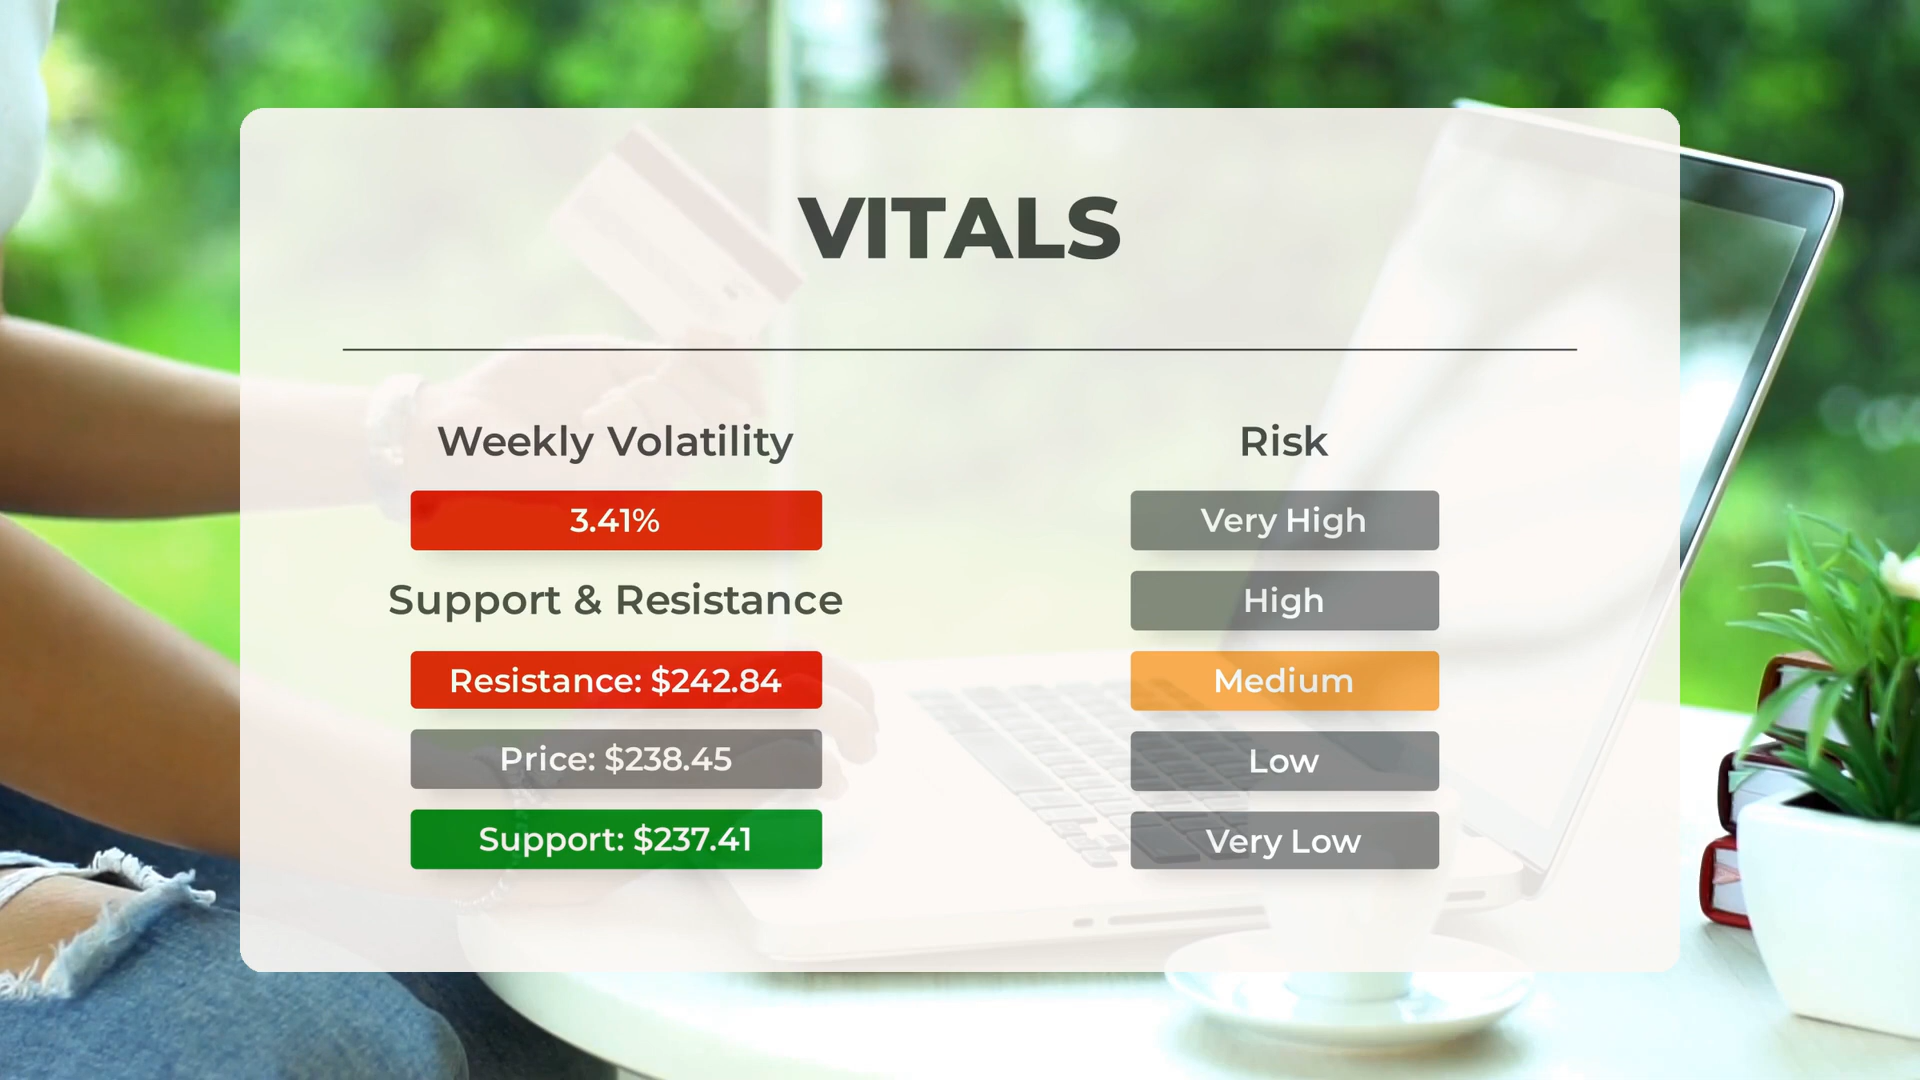 VITALS
Weekly Volatility
3.41%
Support & Resistance
Resistance: $242.84
Price: $238.45
Support: $237.41
Risk
Very High
High
Medium
Low
Very Low